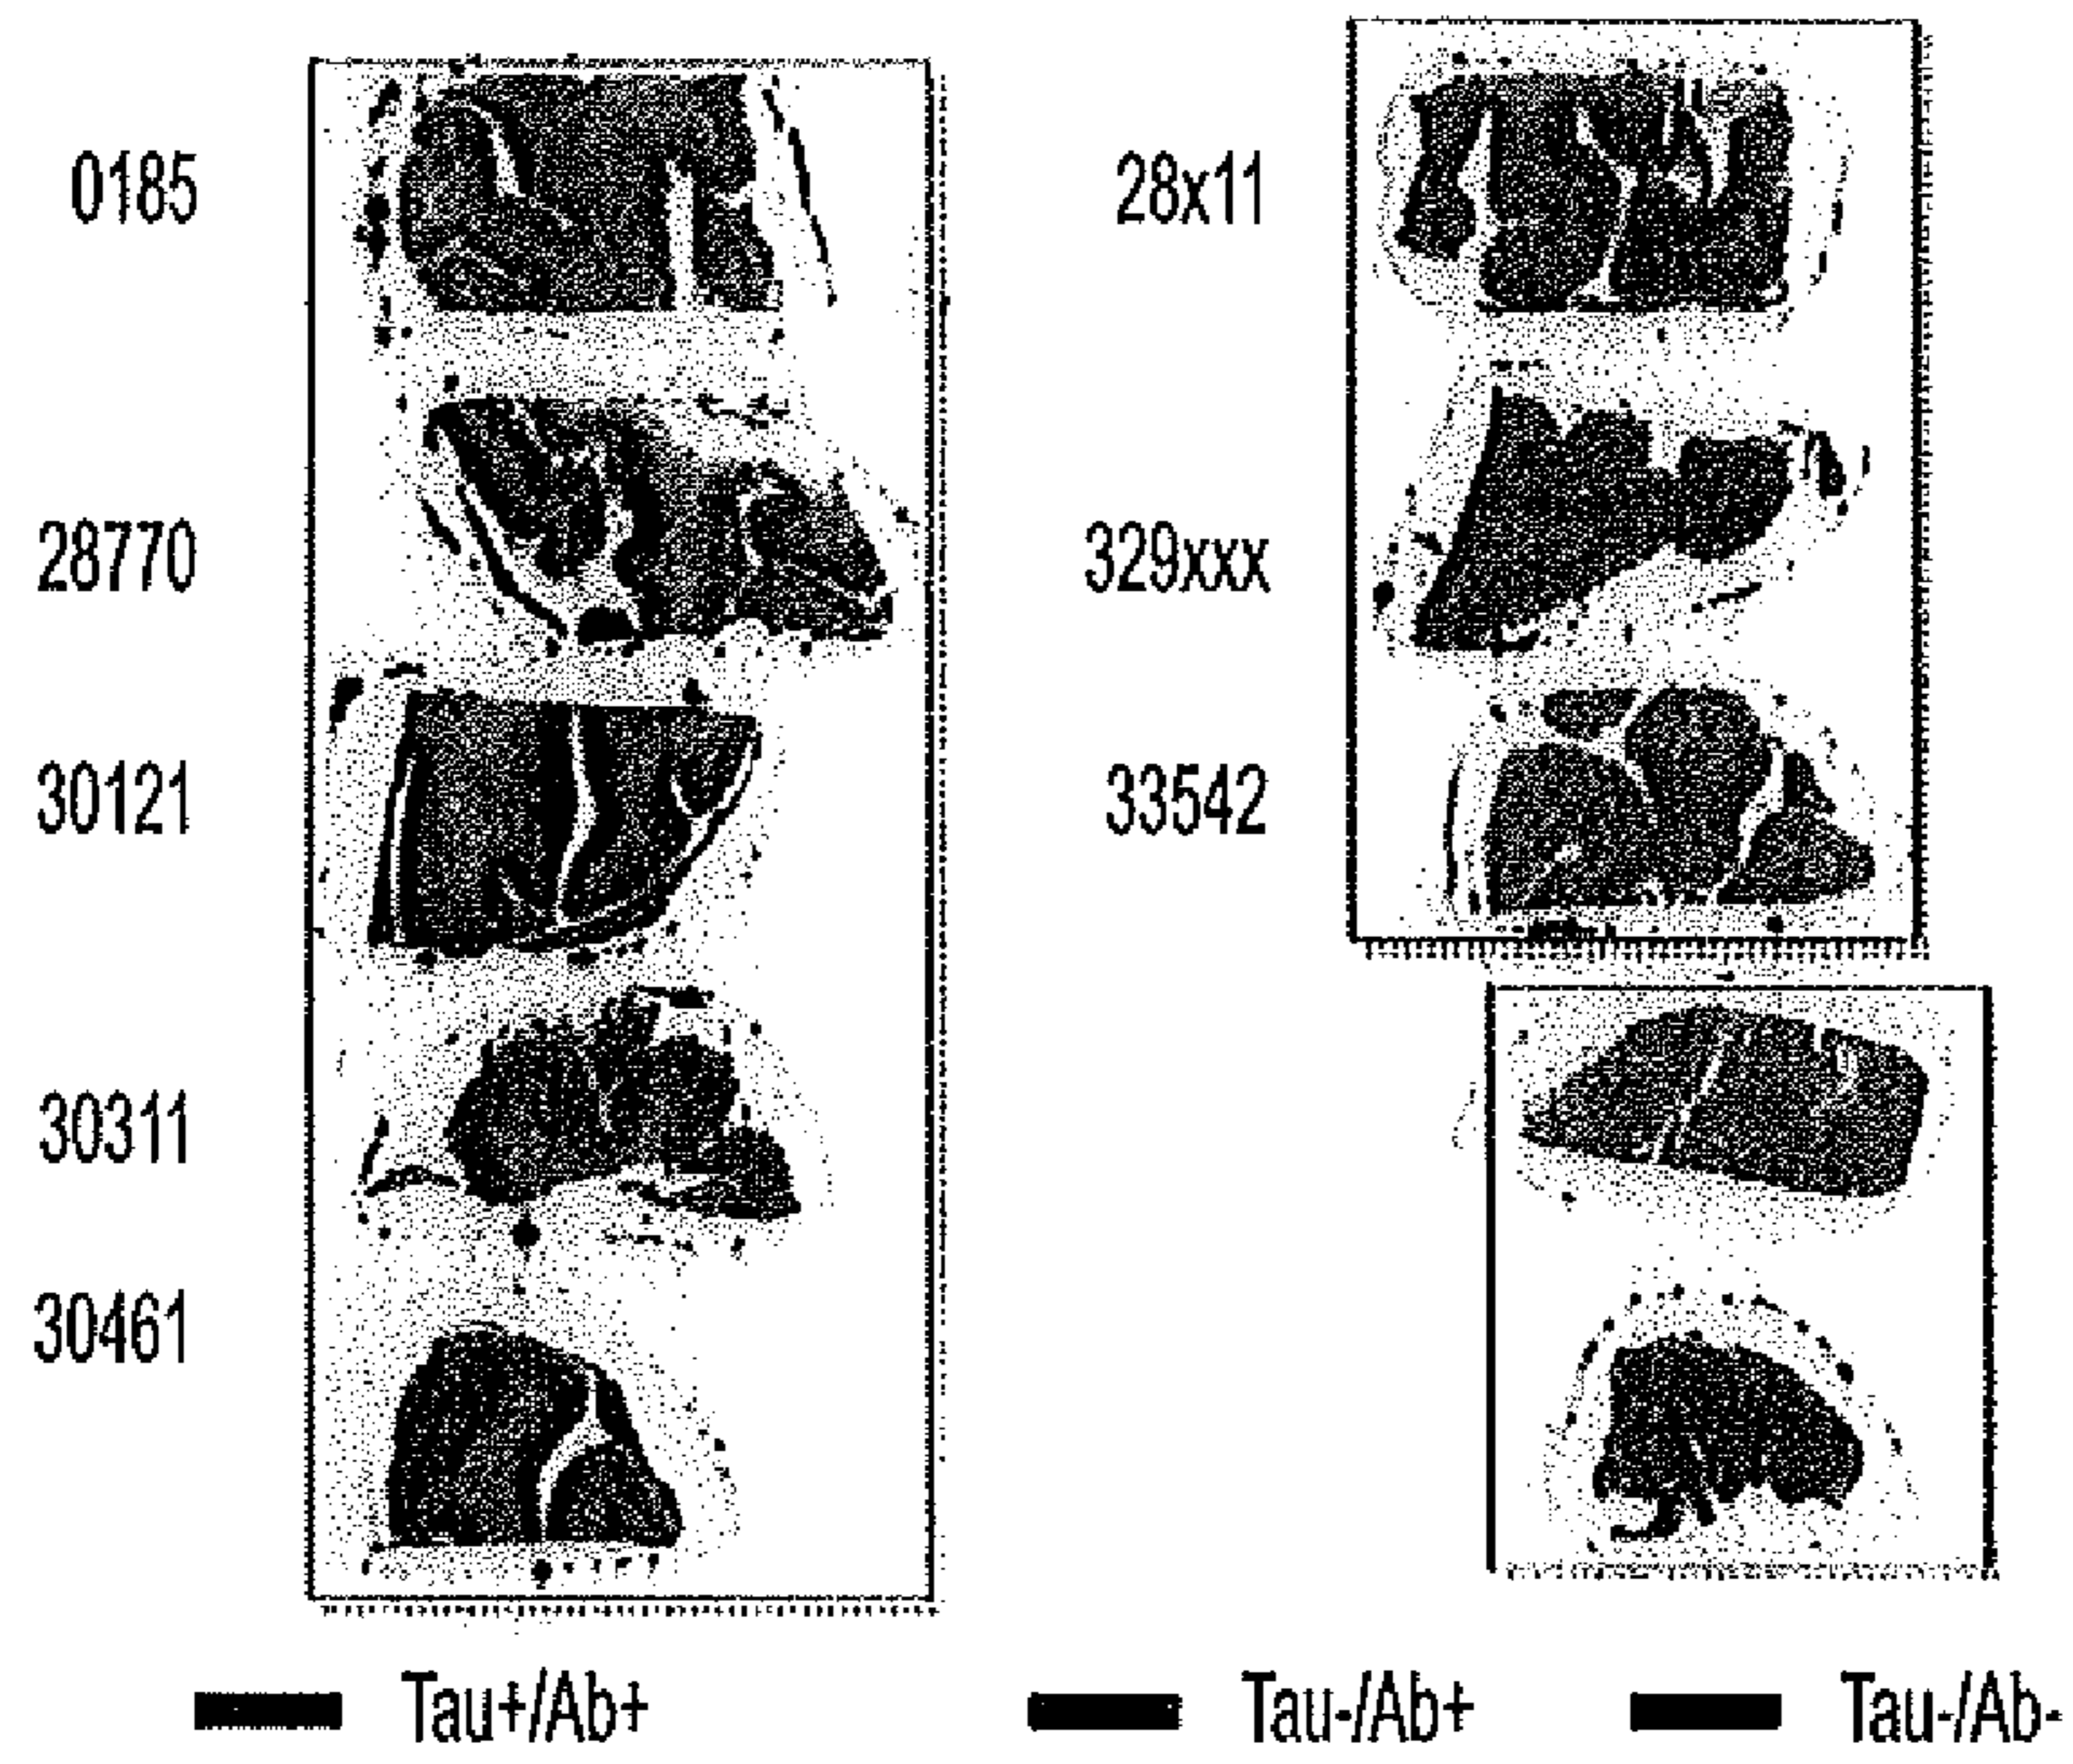 0185
28770
30121
30311
30461
28x11
329xxx
33542
Tau+/Ab+
Tau-/Ab+
Tau-/Ab-